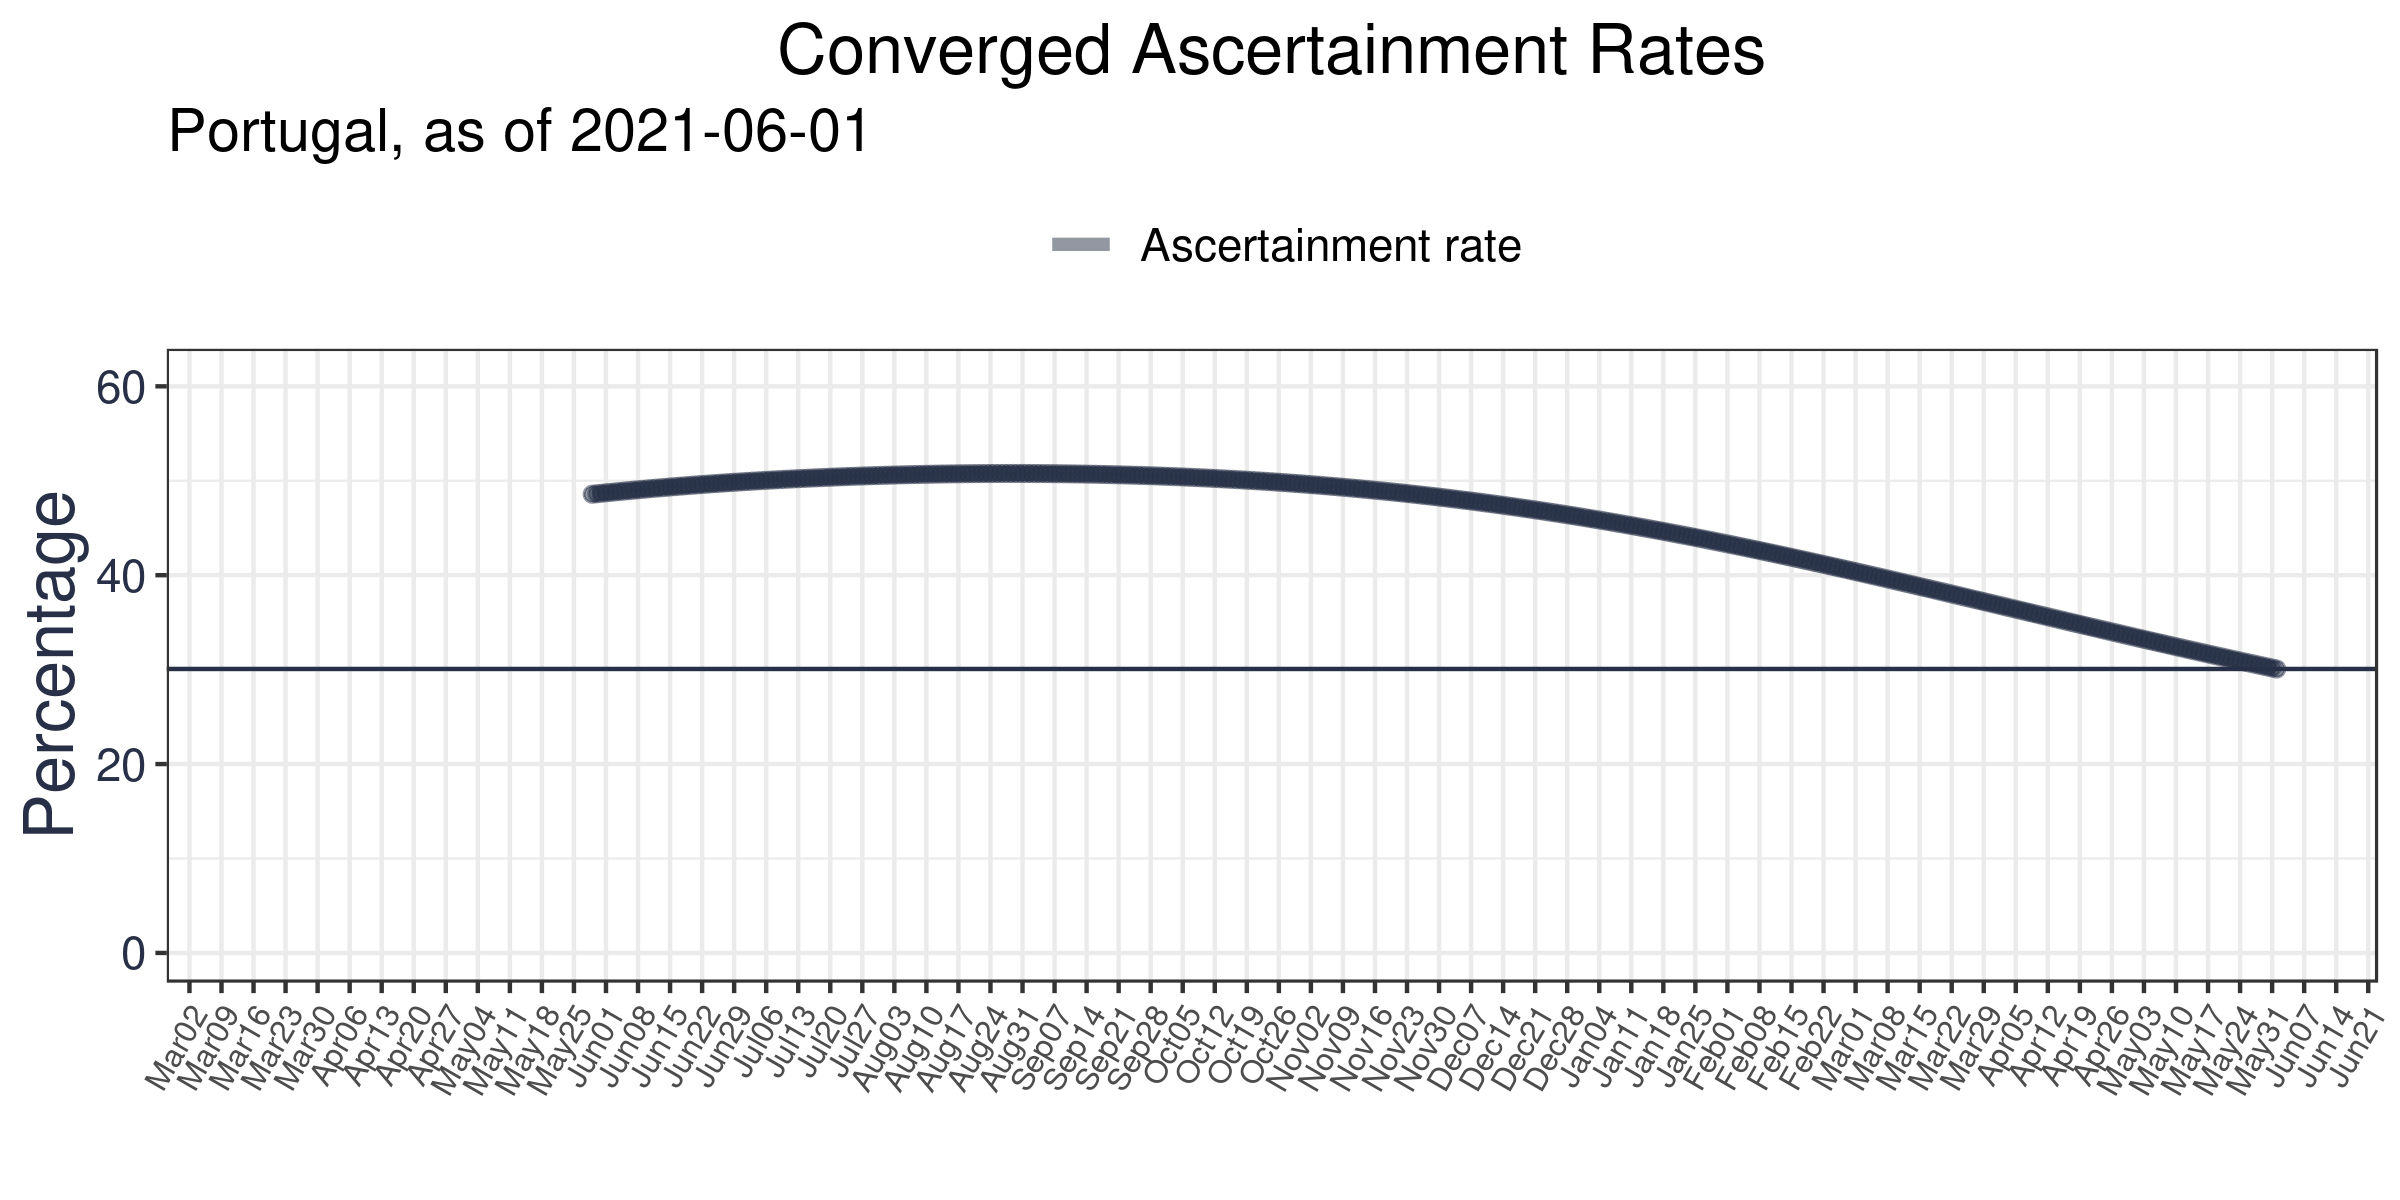 Converged Ascertainment Rates
Portugal, as of 2021-06-01
Ascertainment rate
Percentage
60
40
20
0
Mar02 Mar09 Mar16 Mar23 Mar30 Apr06 Apr13 Apr20 Apr27 May04 May11 May18 May25 Jun01 Jun08 Jun15 Jun22 Jun29 Jul06 Jul13 Jul20 Jul27 Aug03 Aug10 Aug17 Aug24 Aug31 Sep07 Sep14 Sep21 Sep28 Oct05 Oct12 Oct19 Oct26 Nov02 Nov09 Nov16 Nov23 Nov30 Dec07 Dec14 Dec21 Dec28 Jan04 Jan11 Jan18 Jan25 Feb01 Feb08 Feb15 Feb22 Mar01 Mar08 Mar15 Mar22 Mar29 Apr05 Apr12 Apr19 Apr26 May03 May10 May17 May24 May31 Jun07 Jun14 Jun21